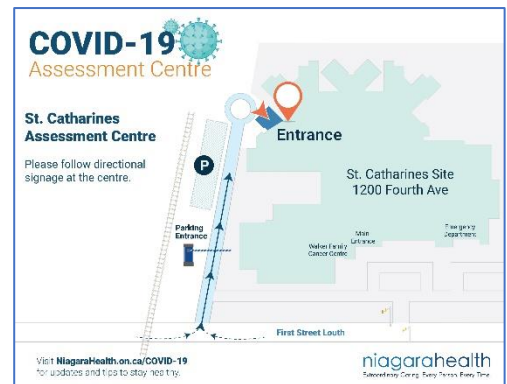 COVID-19
Assessment Centre
St. Catharines
Assessment Centre
Please follow directional
signage at the centre.
P
Entrance
St. Catharines Site
1200 Fourth Ave
Parking
Entrance
Main
Entrance
Emergency
Department
Walker Family
Cancer Centre
First Street Louth
Visit NiagaraHealth.on.ca/COVID-19
for updates and tips to stay healthy.
niagarahealth
Extraordinary Caring. Every Person. Every Time.